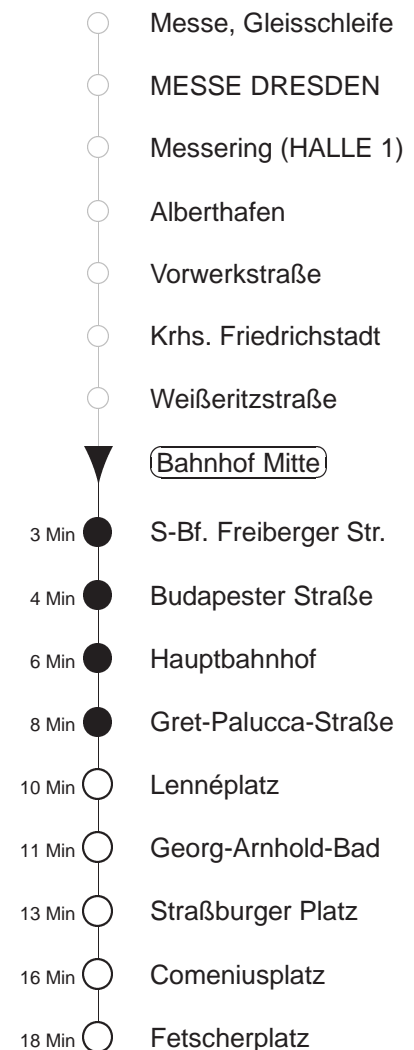 Messe, Gleisschleife
MESSE DRESDEN
Messering (HALLE 1)
Alberthafen
Vorwerkstraße
Krhs. Friedrichstadt
Weißeritzstraße
Bahnhof Mitte
3 Min S-Bf. Freiberger Str.
4 Min Budapester Straße
6 Min Hauptbahnhof
8 Min Gret-Palucca-Straße
10 Min Lennéplatz
11 Min Georg-Arnhold-Bad
13 Min Straßburger Platz
16 Min Comeniusplatz
18 Min Fetscherplatz